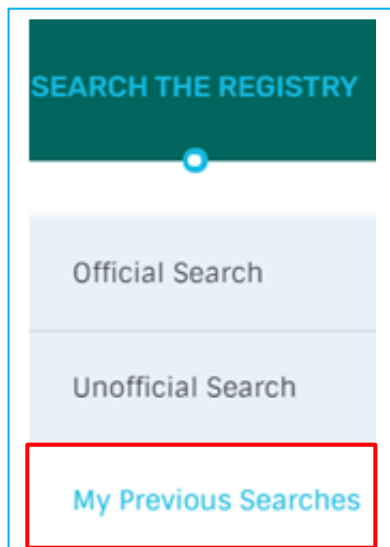 SEARCH THE REGISTRY
Official Search
Unofficial Search
My Previous Searches